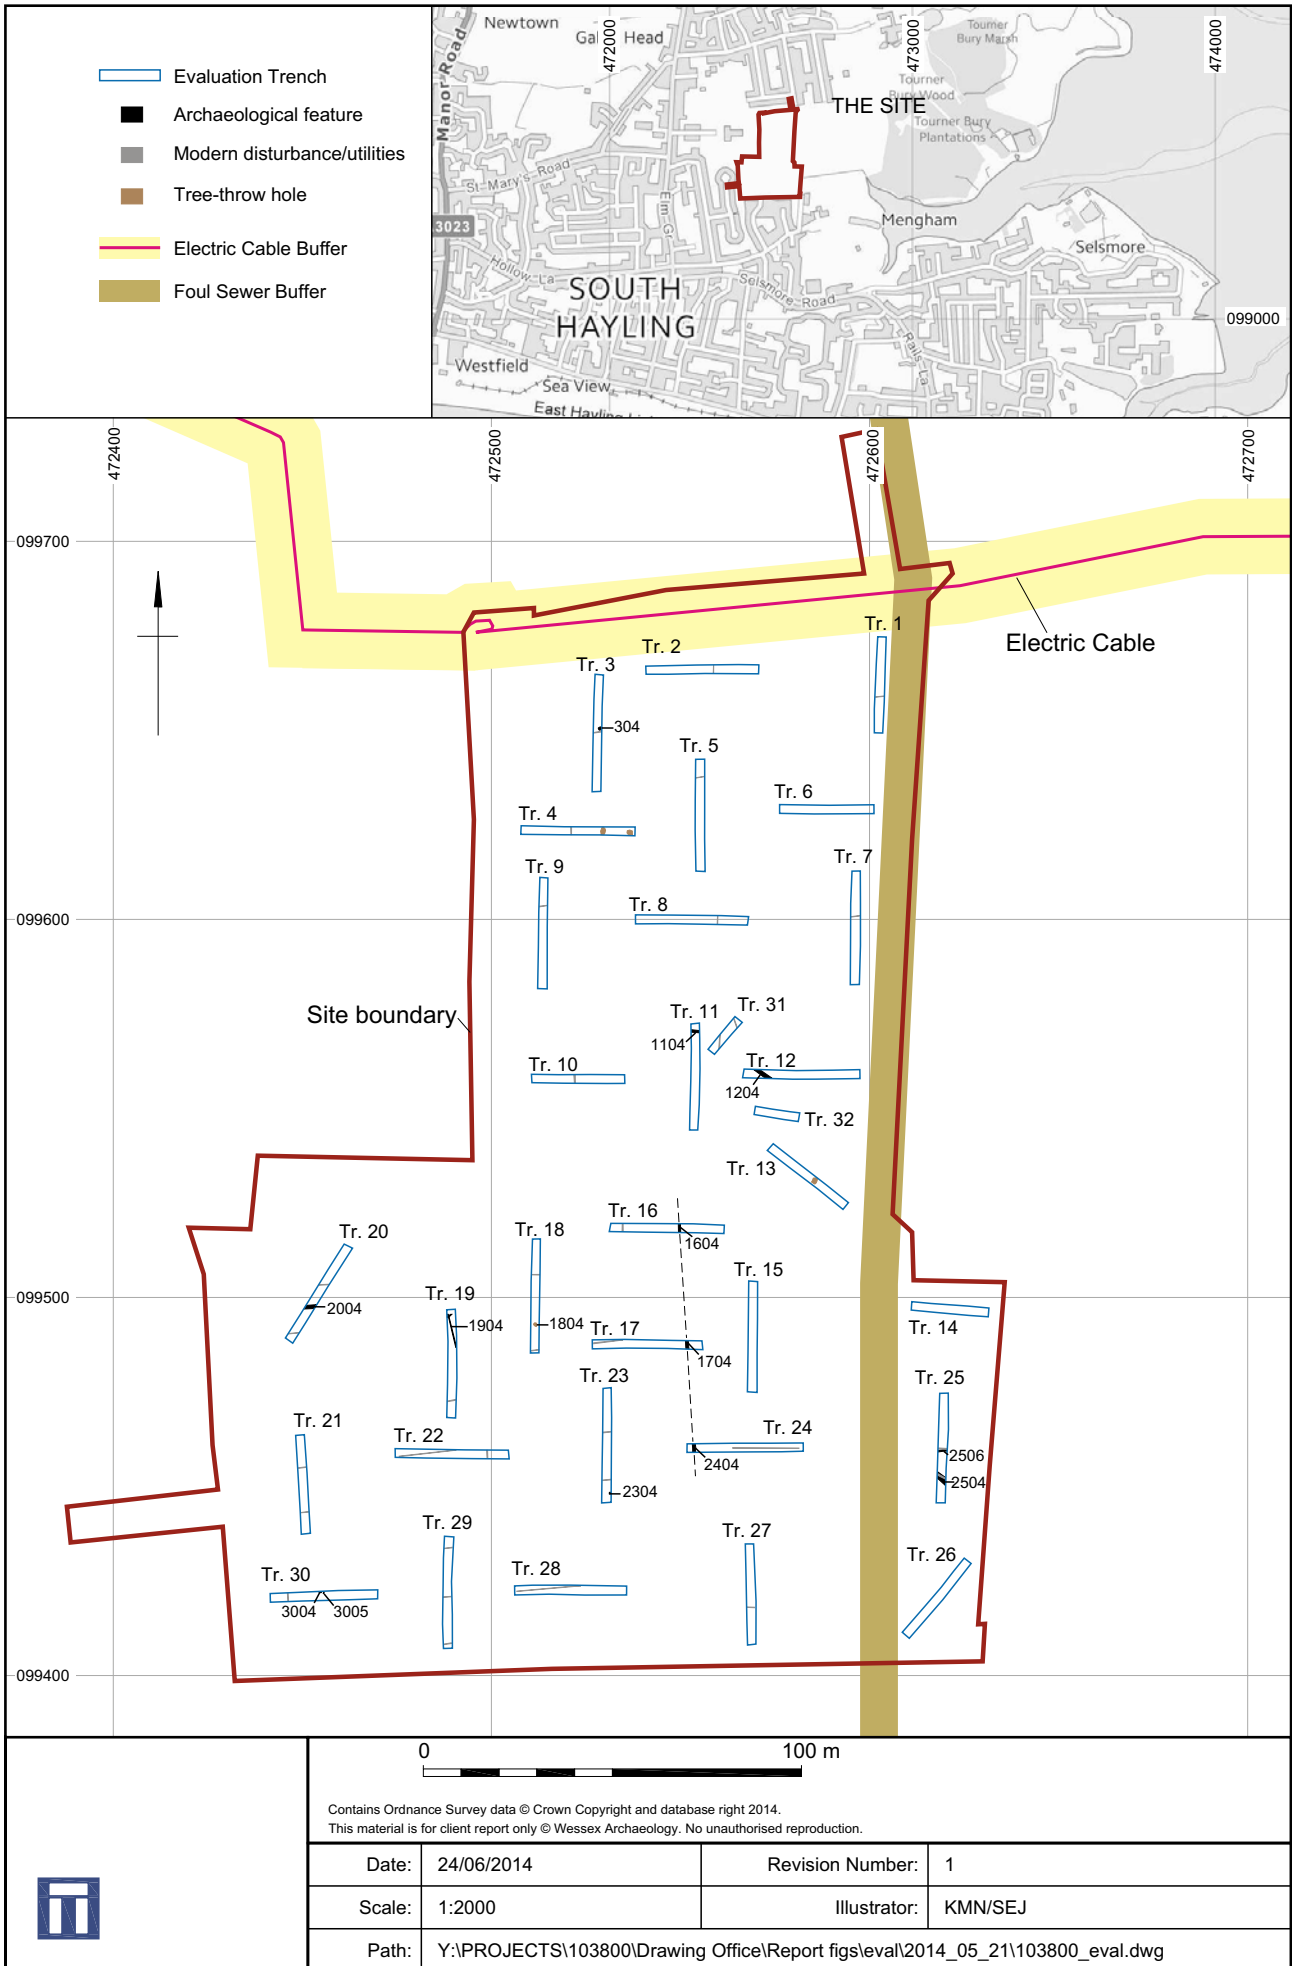 Evaluation Trench
Archaeological feature
Modern disturbance/utilities
Tree-throw hole
Electric Cable Buffer
Foul Sewer Buffer
Newtown
Manor Road
472000
Head
473000
Tourner
Bury Marsh
474000
Tourner
Bury Wood
THE SITE
Tourner Bury
Plantations
St Mary's Road
Elm Gr
3023
Mengham
Selsmore
Hollow La
Selsmore Road
SOUTH
HAYLING
099000
Rails La
Westfield
Sea View
East Hayling
472400
472500
472600
472700
099700
Tr. 1
Electric Cable
Tr. 2
Tr. 3
304
Tr. 5
Tr. 6
Tr. 4
Tr. 9
Tr. 7
Tr. 8
099600
Site boundary
Tr. 11
Tr. 31
1104
Tr. 10
Tr. 12
1204
Tr. 32
Tr. 13
Tr. 16
1604
Tr. 20
Tr. 18
Tr. 15
099500
2004
Tr. 19
1904
1804
Tr. 17
1704
Tr. 14
Tr. 23
Tr. 25
Tr. 21
Tr. 22
Tr. 24
2404
2506
2504
2304
Tr. 29
Tr. 27
Tr. 26
Tr. 30
Tr. 28
3004
3005
099400
0
100 m
Contains Ordnance Survey data © Crown Copyright and database right 2014.
This material is for client report only © Wessex Archaeology. No unauthorised reproduction.
Date: 24/06/2014 Revision Number: 1
Scale: 1:2000 Illustrator: KMN/SEJ
Path: Y:\PROJECTS\103800\Drawing Office\Report figs\eval\2014_05_21\103800_eval.dwg